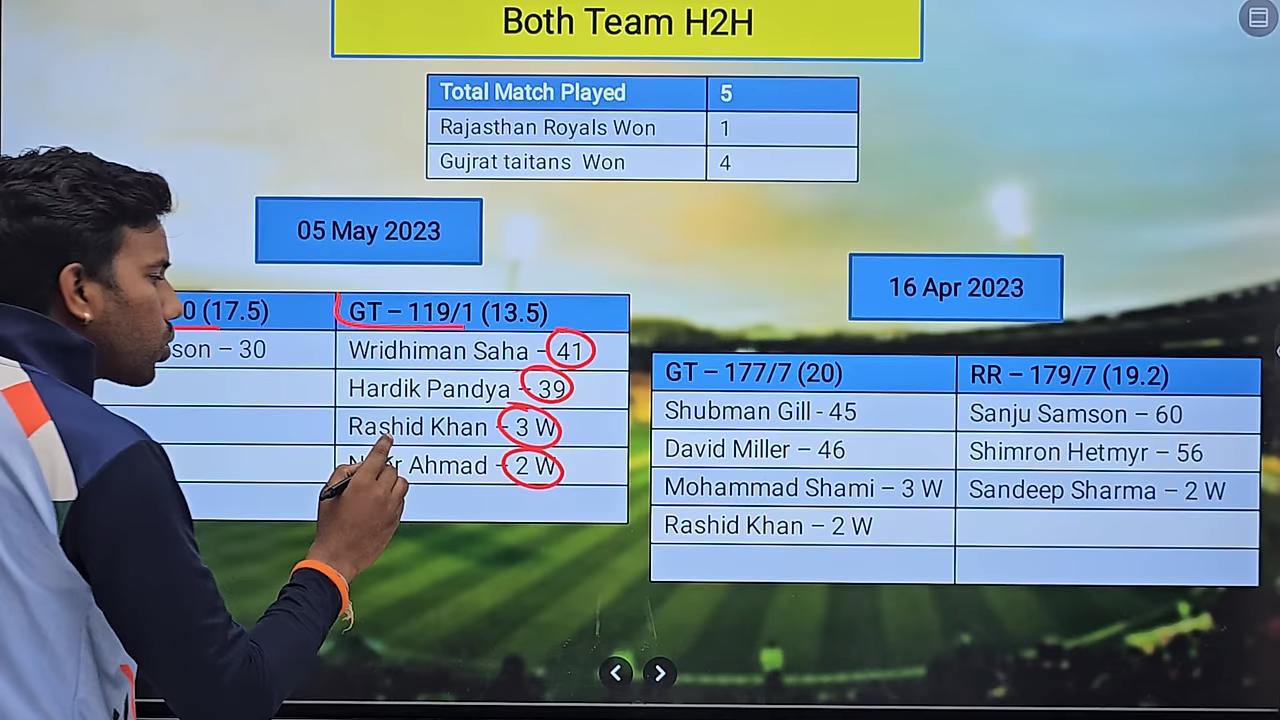 Both Team H2H
Total Match Played 5
Rajasthan Royals Won 1
Gujrat taitans Won 4
05 May 2023
0 (17.5) GT – 119/1 (13.5)
son – 30 Wridhiman Saha – 41
Hardik Pandya – 39
Rashid Khan – 3 W
Ahmad – 2 W
16 Apr 2023
GT – 177/7 (20) RR – 179/7 (19.2)
Shubman Gill - 45 Sanju Samson – 60
David Miller – 46 Shimron Hetmyr – 56
Mohammad Shami – 3 W Sandeep Sharma – 2 W
Rashid Khan – 2 W